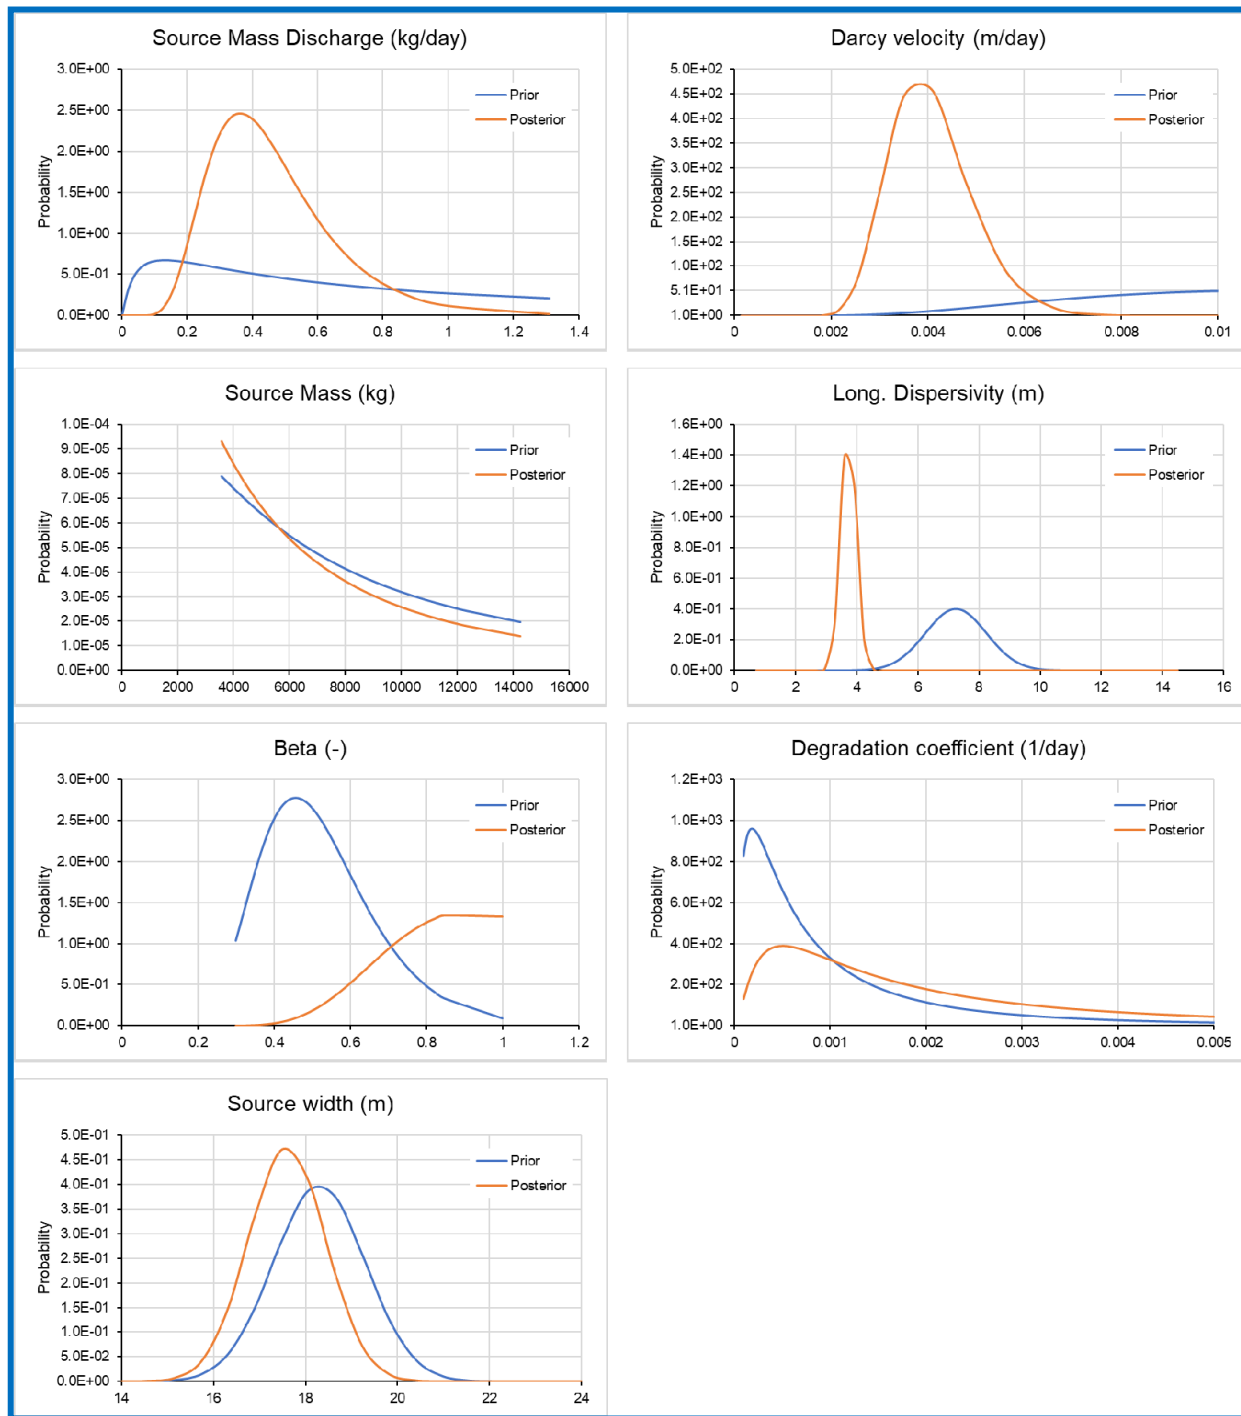 Source Mass Discharge (kg/day)
3.0E+00
2.5E+00
2.0E+00
1.5E+00
1.0E+00
5.0E-01
0.0E+00
Probability
Prior
Posterior
0 0.2 0.4 0.6 0.8 1 1.2 1.4
Darcy velocity (m/day)
5.0E+02
4.5E+02
4.0E+02
3.5E+02
3.0E+02
2.5E+02
2.0E+02
1.5E+02
1.0E+02
5.1E+01
1.0E+00
Probability
Prior
Posterior
0 0.002 0.004 0.006 0.008 0.01
Source Mass (kg)
1.0E-04
9.0E-05
8.0E-05
7.0E-05
6.0E-05
5.0E-05
4.0E-05
3.0E-05
2.0E-05
1.0E-05
0.0E+00
Probability
Prior
Posterior
0 2000 4000 6000 8000 10000 12000 14000 16000
Long. Dispersivity (m)
1.6E+00
1.4E+00
1.2E+00
1.0E+00
8.0E-01
6.0E-01
4.0E-01
2.0E-01
0.0E+00
Probability
Prior
Posterior
0 2 4 6 8 10 12 14 16
Beta (-)
3.0E+00
2.5E+00
2.0E+00
1.5E+00
1.0E+00
5.0E-01
0.0E+00
Probability
Prior
Posterior
0 0.2 0.4 0.6 0.8 1 1.2
Degradation coefficient (1/day)
1.2E+03
1.0E+03
8.0E+02
6.0E+02
4.0E+02
2.0E+02
1.0E+00
Probability
Prior
Posterior
0 0.001 0.002 0.003 0.004 0.005
Source width (m)
5.0E-01
4.5E-01
4.0E-01
3.5E-01
3.0E-01
2.5E-01
2.0E-01
1.5E-01
1.0E-01
5.0E-02
0.0E+00
Probability
Prior
Posterior
14 16 18 20 22 24